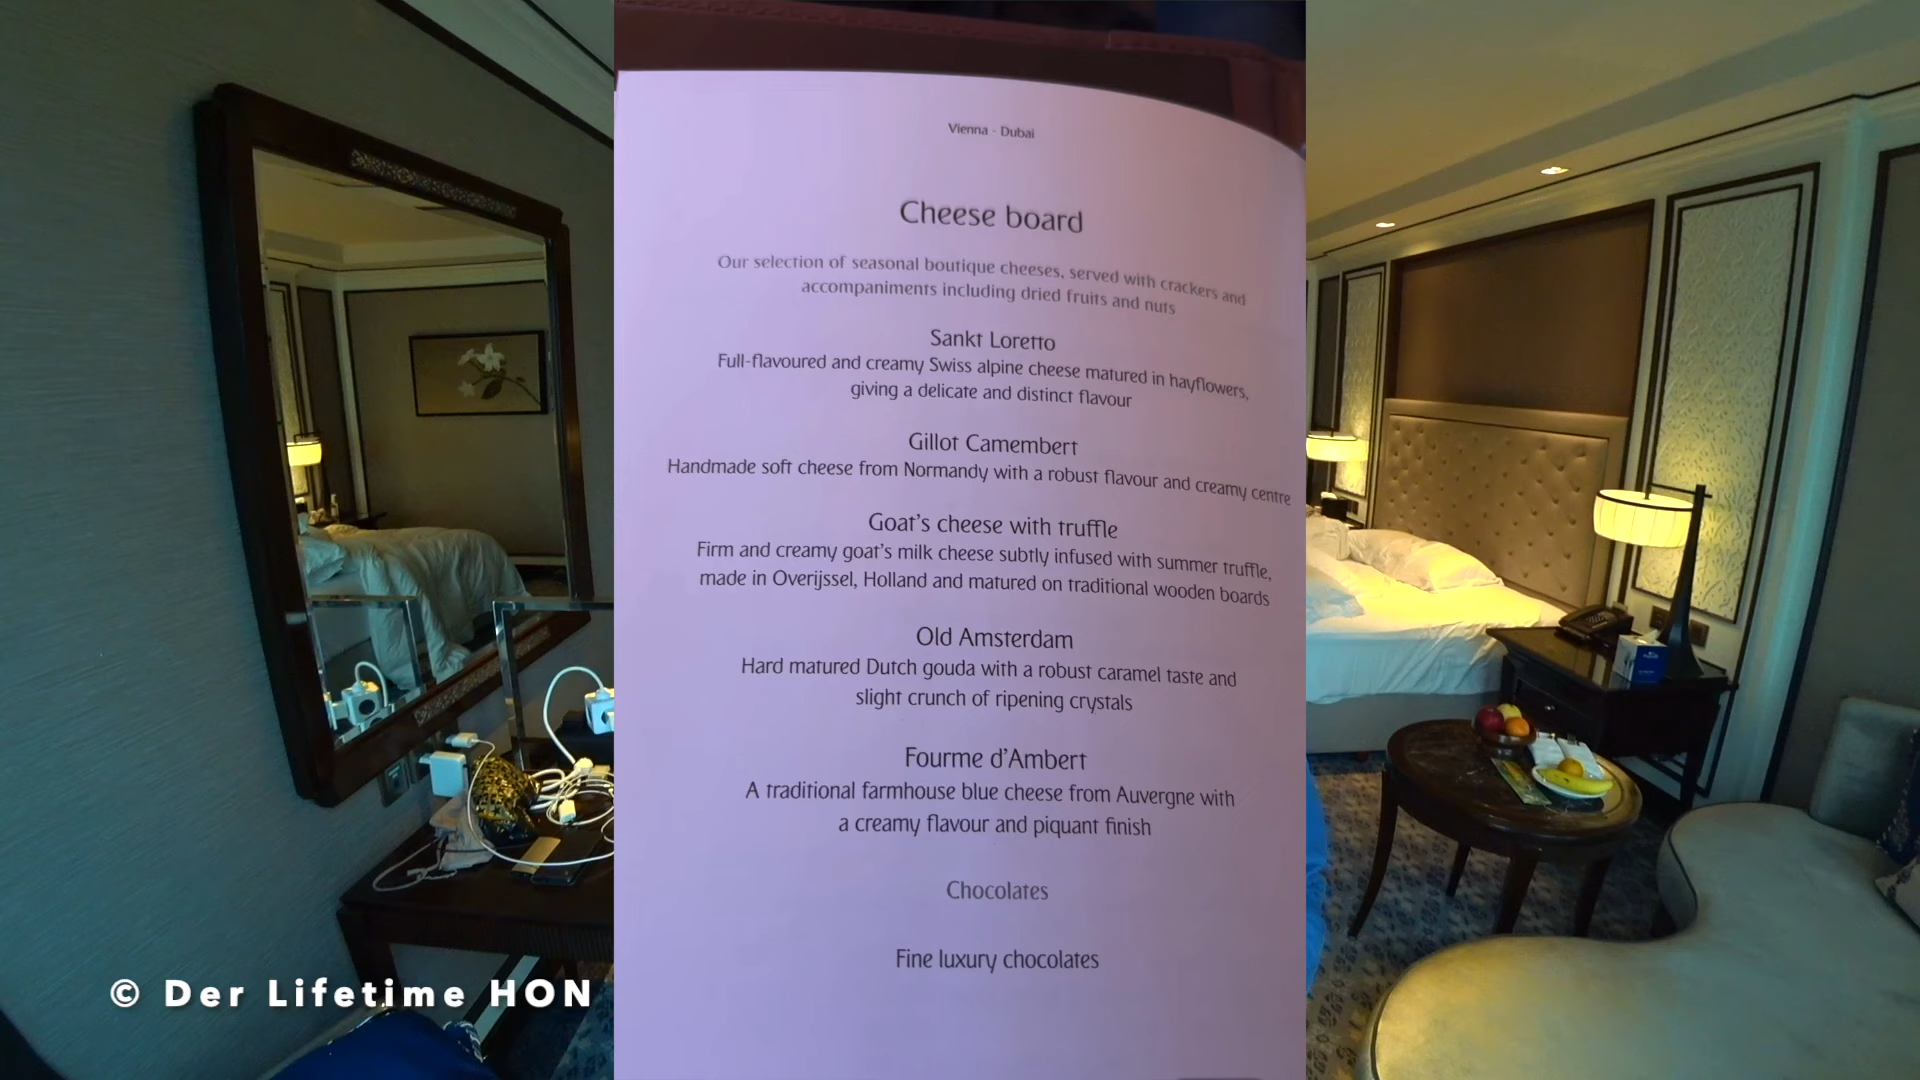 Vienna - Dubai
Cheese board
Our selection of seasonal boutique cheeses, served with crackers and
accompaniments including dried fruits and nuts
Sankt Loretto
Full-flavoured and creamy Swiss alpine cheese matured in hayflowers,
giving a delicate and distinct flavour
Gillot Camembert
Handmade soft cheese from Normandy with a robust flavour and creamy centre
Goat's cheese with truffle
Firm and creamy goat's milk cheese subtly infused with summer truffle,
made in Overijssel, Holland and matured on traditional wooden boards
Old Amsterdam
Hard matured Dutch gouda with a robust caramel taste and
slight crunch of ripening crystals
Fourme d'Ambert
A traditional farmhouse blue cheese from Auvergne with
a creamy flavour and piquant finish
Chocolates
Fine luxury chocolates
© Der Lifetime HON